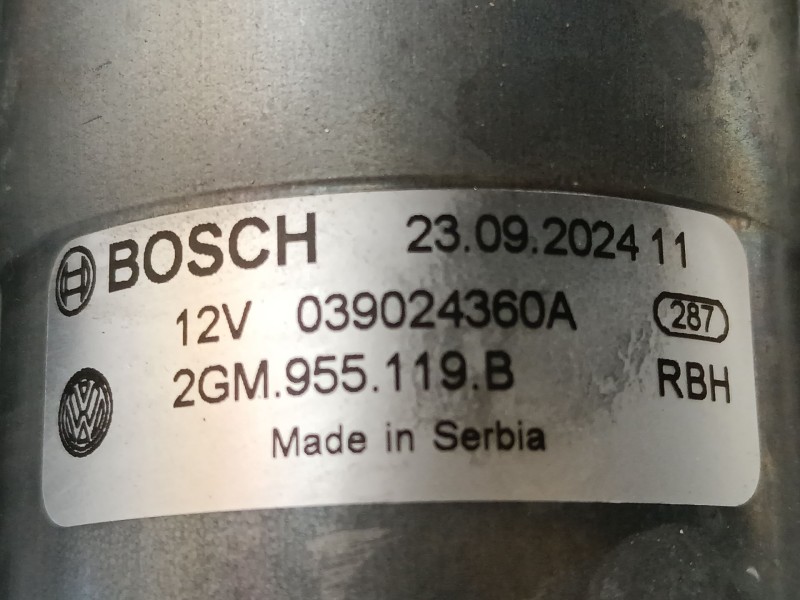 BOSCH 23.09.2024 11
12V 039024360A 287
2GM.955.119.B RBH
Made in Serbia